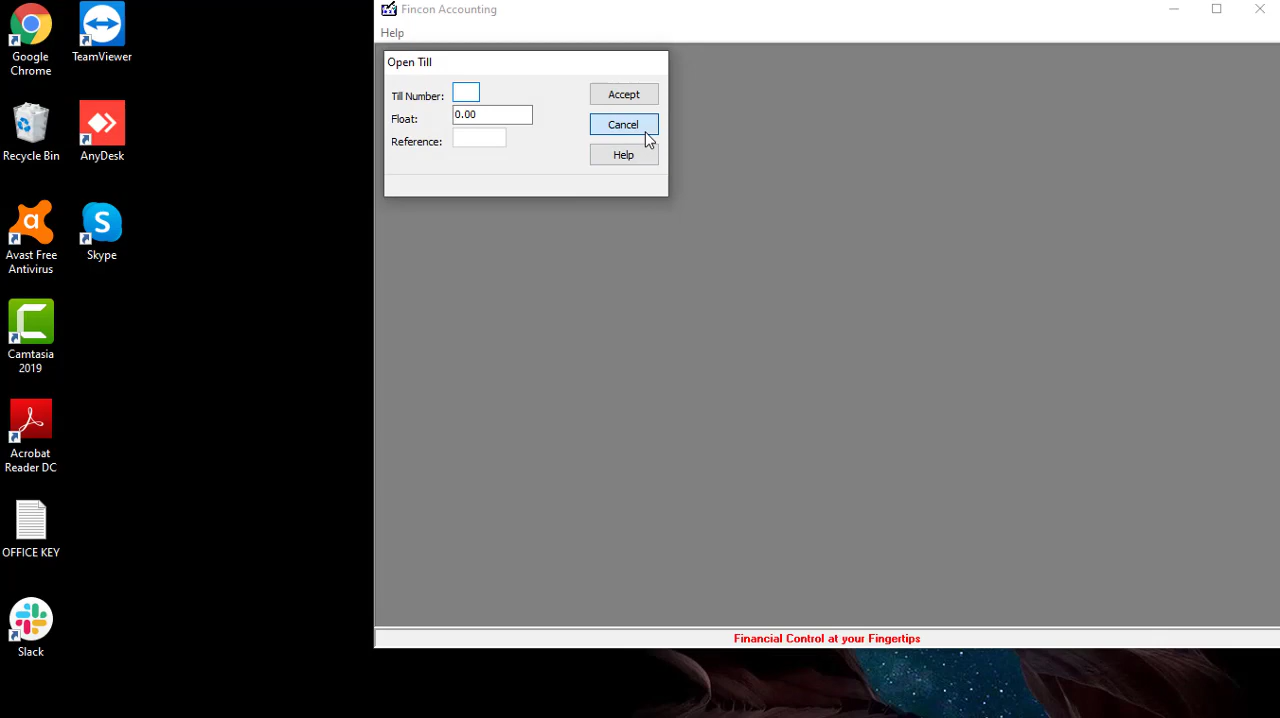 Google
Chrome
TeamViewer
Recycle Bin
AnyDesk
Avast Free
Antivirus
Skype
Camtasia
2019
Acrobat
Reader DC
OFFICE KEY
Slack
Fincon Accounting
Help
Open Till
Till Number:
Float: 0.00
Reference:
Accept
Cancel
Help
Financial Control at your Fingertips